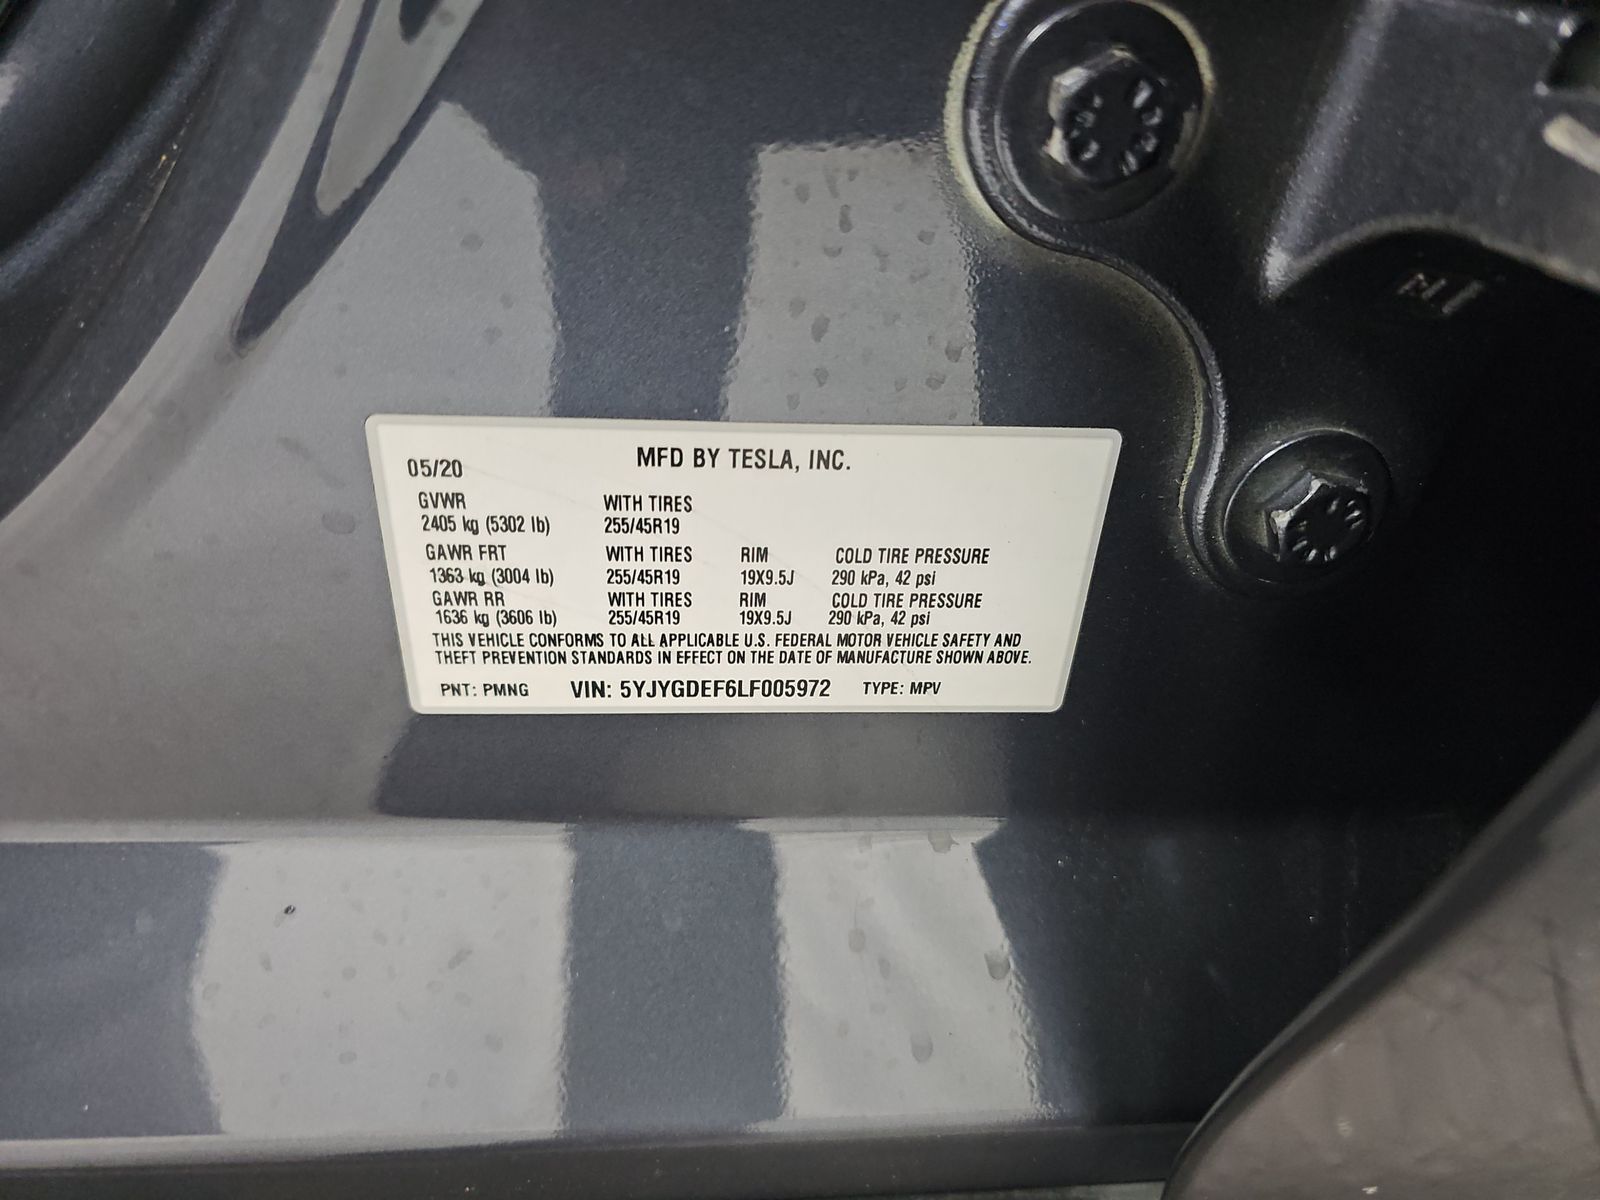 MFD BY TESLA, INC.
05/20
GVWR WITH TIRES
2405 kg (5302 lb) 255/45R19
GAWR FRT WITH TIRES RIM COLD TIRE PRESSURE
1363 kg (3004 lb) 255/45R19 19X9.5J 290 kPa, 42 psi
GAWR RR WITH TIRES RIM COLD TIRE PRESSURE
1636 kg (3606 lb) 255/45R19 19X9.5J 290 kPa, 42 psi
THIS VEHICLE CONFORMS TO ALL APPLICABLE U.S. FEDERAL MOTOR VEHICLE SAFETY AND
THEFT PREVENTION STANDARDS IN EFFECT ON THE DATE OF MANUFACTURE SHOWN ABOVE.
PNT: PMNG VIN: 5YJYGDEF6LF005972 TYPE: MPV